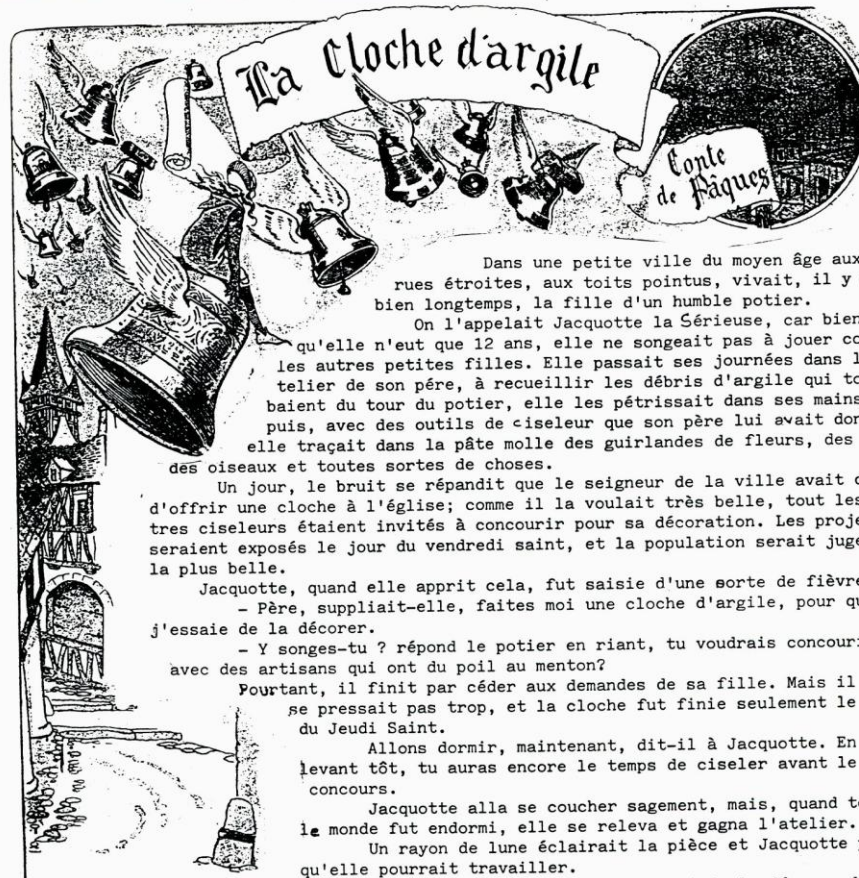 La Cloche d'argile
Conte
de Pâques
Dans une petite ville du moyen âge aux
rues étroites, aux toits pointus, vivait, il y
bien longtemps, la fille d'un humble potier.
On l'appelait Jacquotte la Sérieuse, car bien
qu'elle n'eut que 12 ans, elle ne songeait pas à jouer co
les autres petites filles. Elle passait ses journées dans l
telier de son pére, à recueillir les débris d'argile qui to
baient du tour du potier, elle les pétrissait dans ses mains
puis, avec des outils de ciseleur que son père lui avait don
elle traçait dans la pâte molle des guirlandes de fleurs, des
des oiseaux et toutes sortes de choses.
Un jour, le bruit se répandit que le seigneur de la ville avait
d'offrir une cloche à l'église; comme il la voulait très belle, tout les
tres ciseleurs étaient invités à concourir pour sa décoration. Les proje
seraient exposés le jour du vendredi saint, et la population serait juge
la plus belle.
Jacquotte, quand elle apprit cela, fut saisie d'une sorte de fièvre
- Père, suppliait-elle, faites moi une cloche d'argile, pour qu
j'essaie de la décorer.
- Y songes-tu ? répond le potier en riant, tu voudrais concour
avec des artisans qui ont du poil au menton?
Pourtant, il finit par céder aux demandes de sa fille. Mais il
se pressait pas trop, et la cloche fut finie seulement le
du Jeudi Saint.
Allons dormir, maintenant, dit-il à Jacquotte. En
levant tôt, tu auras encore le temps de ciseler avant le
concours.
Jacquotte alla se coucher sagement, mais, quand to
le monde fut endormi, elle se releva et gagna l'atelier.
Un rayon de lune éclairait la pièce et Jacquotte
qu'elle pourrait travailler.